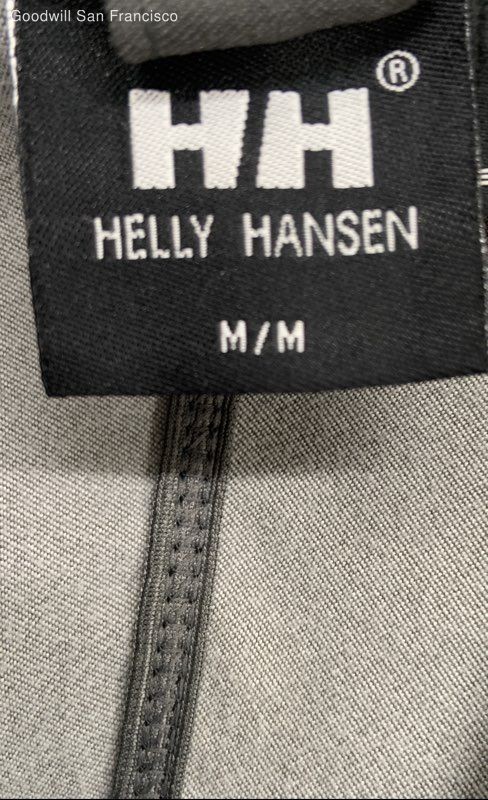 Goodwill San Francisco
HH®
HELLY HANSEN
M/M